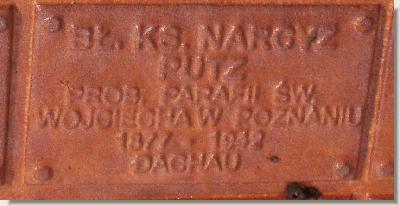 BŁ. KS. NARCYZ
PUTZ
PROB. PARAFII ŚW.
WOJCIECHA W POZNANIU
1877 - 1942
DACHAU